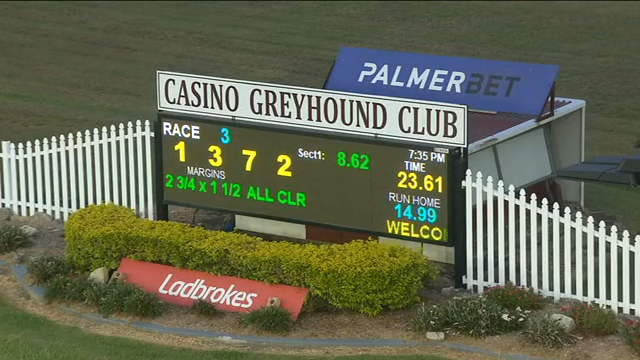 PALMERBET
CASINO GREYHOUND CLUB
RACE 3
1 3 7 2 Sect1: 8.62
MARGINS
2 3/4 x 1 1/2 ALL CLR
7:35 PM
TIME
23.61
RUN HOME
14.99
WELCO
Ladbrokes